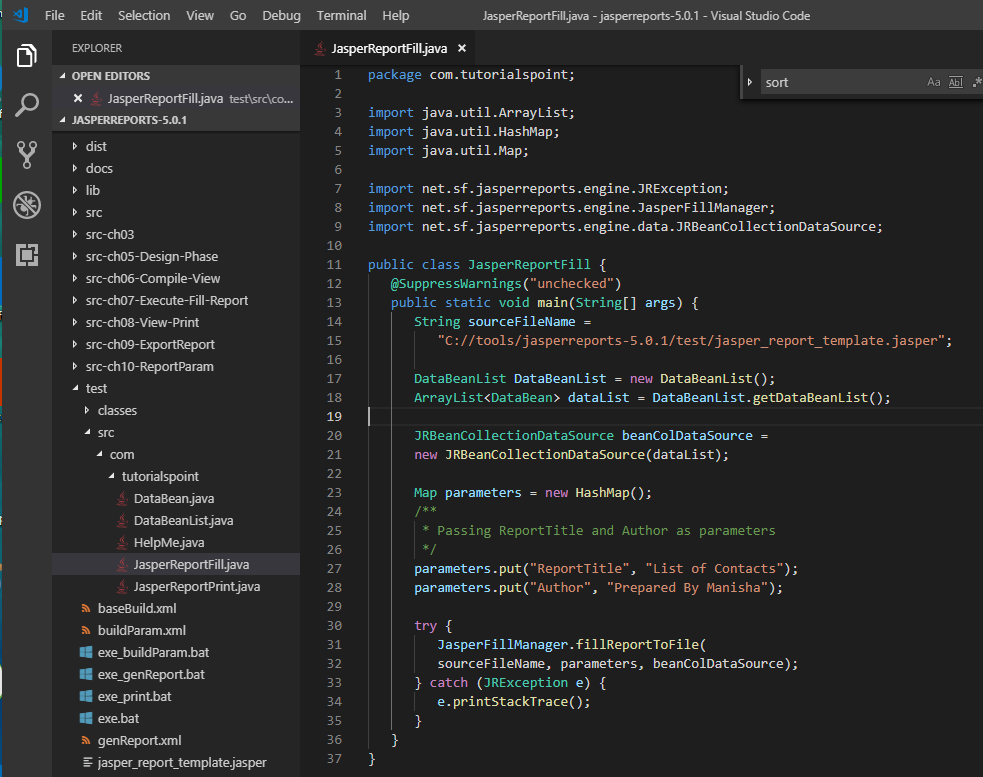 File Edit Selection View Go Debug Terminal Help JasperReportFill.java - jasperreports-5.0.1 - Visual Studio Code
EXPLORER
OPEN EDITORS
JasperReportFill.java test\src\co...
JASPERREPORTS-5.0.1
dist
docs
lib
src
src-ch03
src-ch05-Design-Phase
src-ch06-Compile-View
src-ch07-Execute-Fill-Report
src-ch08-View-Print
src-ch09-ExportReport
src-ch10-ReportParam
test
classes
src
com
tutorialspoint
DataBean.java
DataBeanList.java
HelpMe.java
JasperReportFill.java
JasperReportPrint.java
baseBuild.xml
buildParam.xml
exe_buildParam.bat
exe_genReport.bat
exe_print.bat
exe.bat
genReport.xml
jasper_report_template.jasper
JasperReportFill.java
sort Aa Abl .*
1 package com.tutorialspoint;
2
3 import java.util.ArrayList;
4 import java.util.HashMap;
5 import java.util.Map;
6
7 import net.sf.jasperreports.engine.JRException;
8 import net.sf.jasperreports.engine.JasperFillManager;
9 import net.sf.jasperreports.engine.data.JRBeanCollectionDataSource;
10
11 public class JasperReportFill {
12 @SuppressWarnings("unchecked")
13 public static void main(String[] args) {
14 String sourceFileName =
15 "C://tools/jasperreports-5.0.1/test/jasper_report_template.jasper";
16
17 DataBeanList DataBeanList = new DataBeanList();
18 ArrayList<DataBean> dataList = DataBeanList.getDataBeanList();
19
20 JRBeanCollectionDataSource beanColDataSource =
21 new JRBeanCollectionDataSource(dataList);
22
23 Map parameters = new HashMap();
24 /**
25 * Passing ReportTitle and Author as parameters
26 */
27 parameters.put("ReportTitle", "List of Contacts");
28 parameters.put("Author", "Prepared By Manisha");
29
30 try {
31 JasperFillManager.fillReportToFile(
32 sourceFileName, parameters, beanColDataSource);
33 } catch (JRException e) {
34 e.printStackTrace();
35 }
36 }
37 }